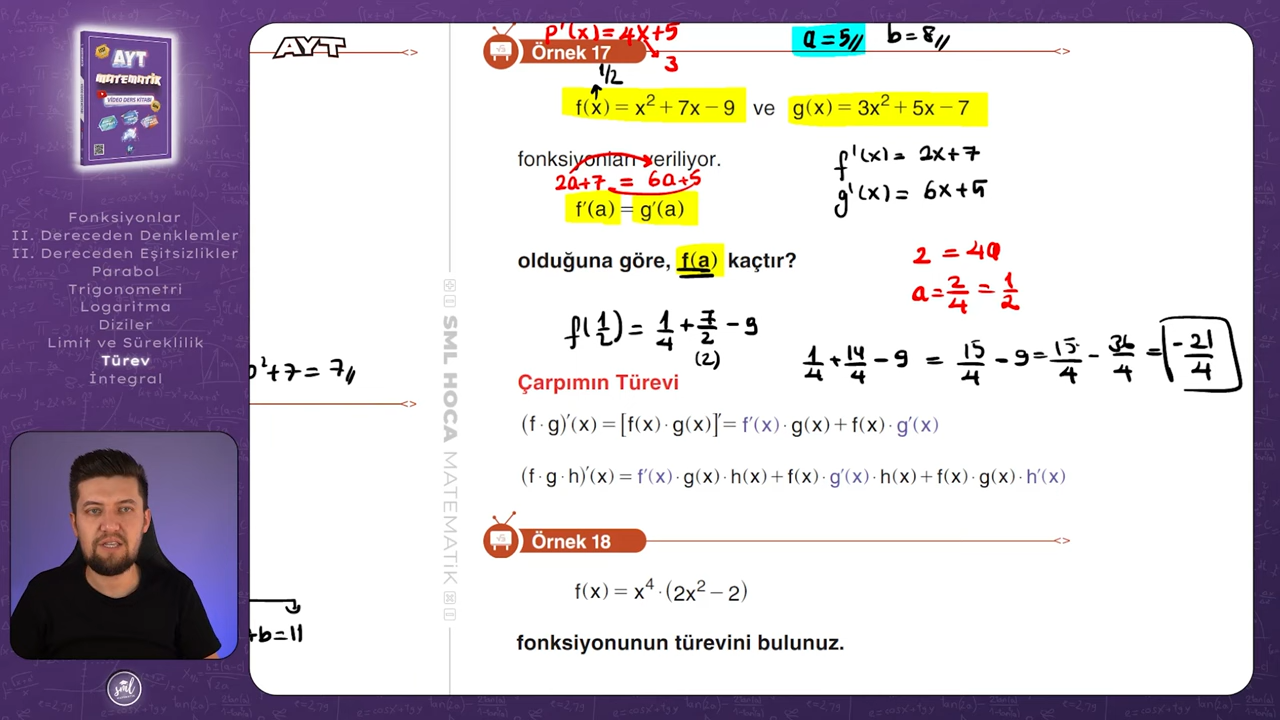 AYT
MATEMATİK
VİDEO DERS KİTABI
AYT
Fonksiyonlar
II. Dereceden Denklemler
II. Dereceden Eşitsizlikler
Parabol
Trigonometri
Logaritma
Diziler
Limit ve Süreklilik
Türev
İntegral
sml
²+7=7
+b=11
SML HOCA MATEMATİK
P'(x)=4x+5
3
a=5 b=8
Örnek 17
1/2
f(x) = x² + 7x − 9 ve g(x) = 3x² + 5x − 7
fonksiyonları veriliyor.
f'(x) = 2x+7
2a+7 = 6a+5
g'(x) = 6x+5
f′(a) = g′(a)
olduğuna göre, f(a) kaçtır?
2 = 4a
a = 2/4 = 1/2
f(1/2) = 1/4 + 7/2 − 9
(2)
1/4 + 14/4 − 9 = 15/4 − 9 = 15/4 − 36/4 = −21/4
Çarpımın Türevi
(f · g)′(x) = [f(x) · g(x)]′ = f′(x) · g(x) + f(x) · g′(x)
(f · g · h)′(x) = f′(x) · g(x) · h(x) + f(x) · g′(x) · h(x) + f(x) · g(x) · h′(x)
Örnek 18
f(x) = x⁴ · (2x² − 2)
fonksiyonunun türevini bulunuz.